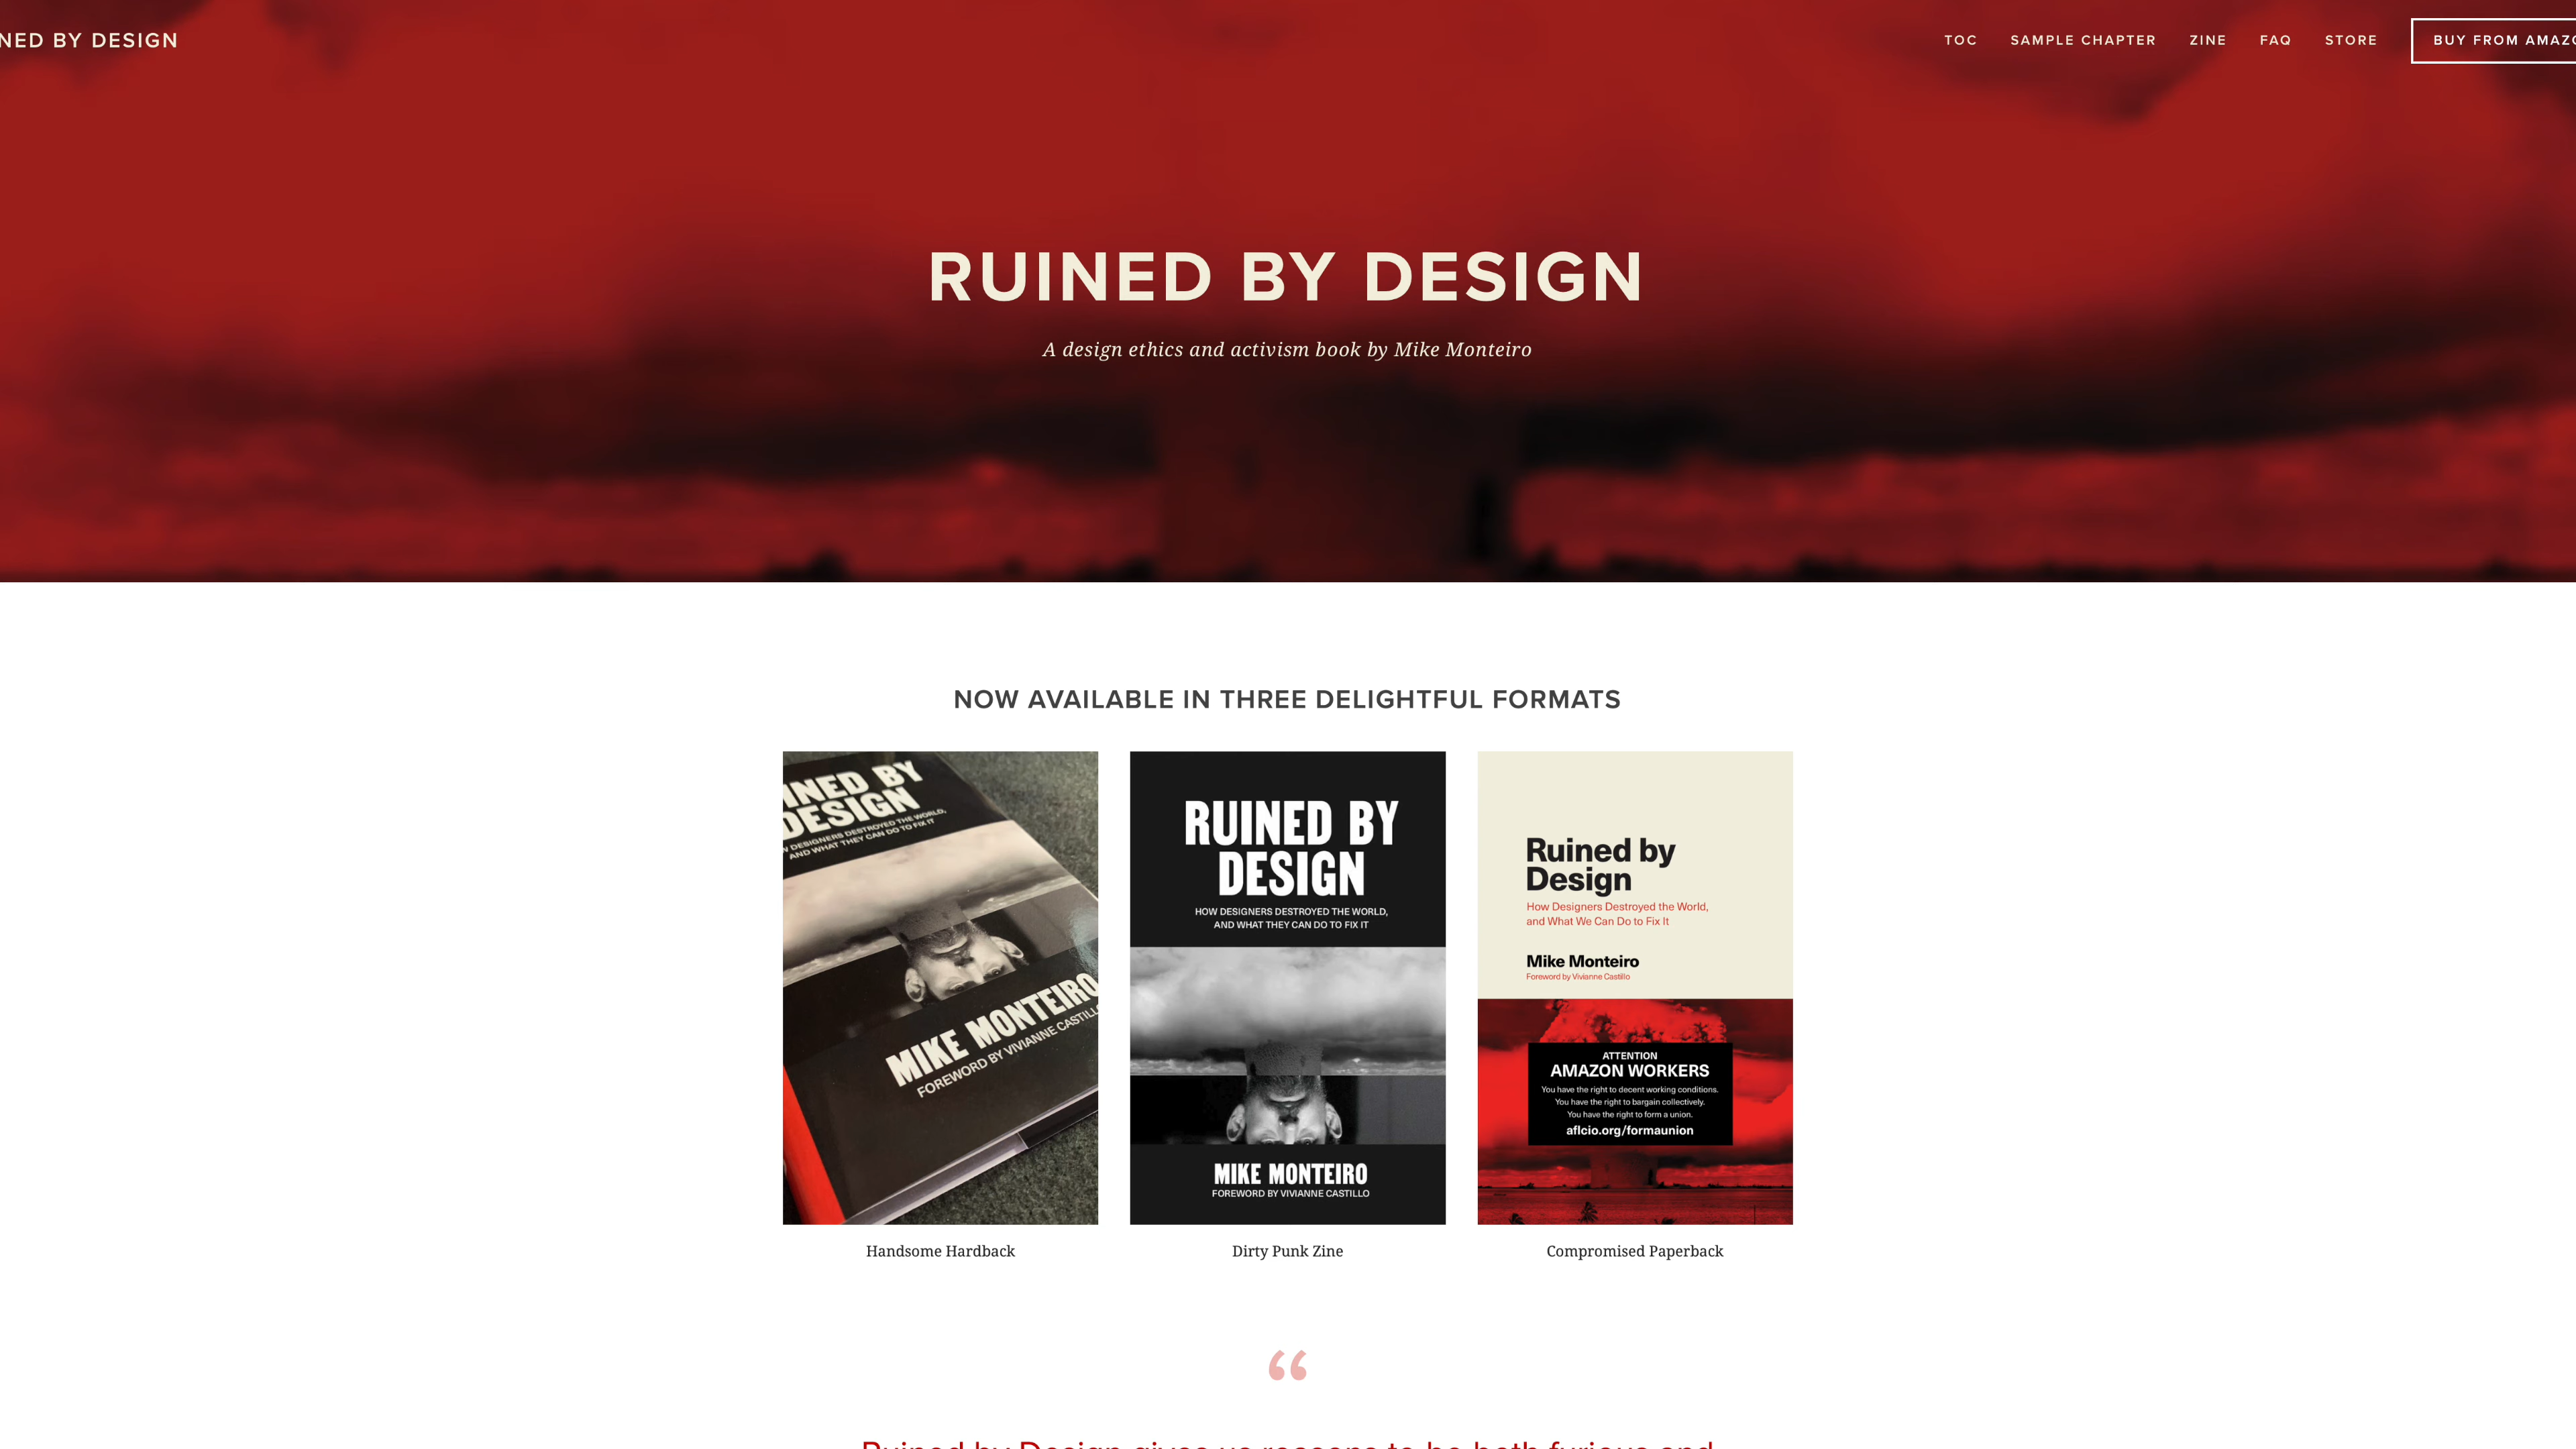 NED BY DESIGN
TOC SAMPLE CHAPTER ZINE FAQ STORE BUY FROM AMAZO
RUINED BY DESIGN
A design ethics and activism book by Mike Monteiro
NOW AVAILABLE IN THREE DELIGHTFUL FORMATS
INED BY
DESIGN
W DESIGNERS DESTROYED THE WORLD,
AND WHAT THEY CAN DO TO FIX IT
MIKE MONTEIRO
FOREWORD BY VIVIANNE CASTILLO
Handsome Hardback
RUINED BY
DESIGN
HOW DESIGNERS DESTROYED THE WORLD,
AND WHAT THEY CAN DO TO FIX IT
MIKE MONTEIRO
FOREWORD BY VIVIANNE CASTILLO
Dirty Punk Zine
Ruined by
Design
How Designers Destroyed the World,
and What We Can Do to Fix It
Mike Monteiro
Foreword by Vivianne Castillo
ATTENTION
AMAZON WORKERS
You have the right to decent working conditions.
You have the right to bargain collectively.
You have the right to form a union.
aflcio.org/formaunion
Compromised Paperback
“
Ruined by Design gives us reasons to be both furious and